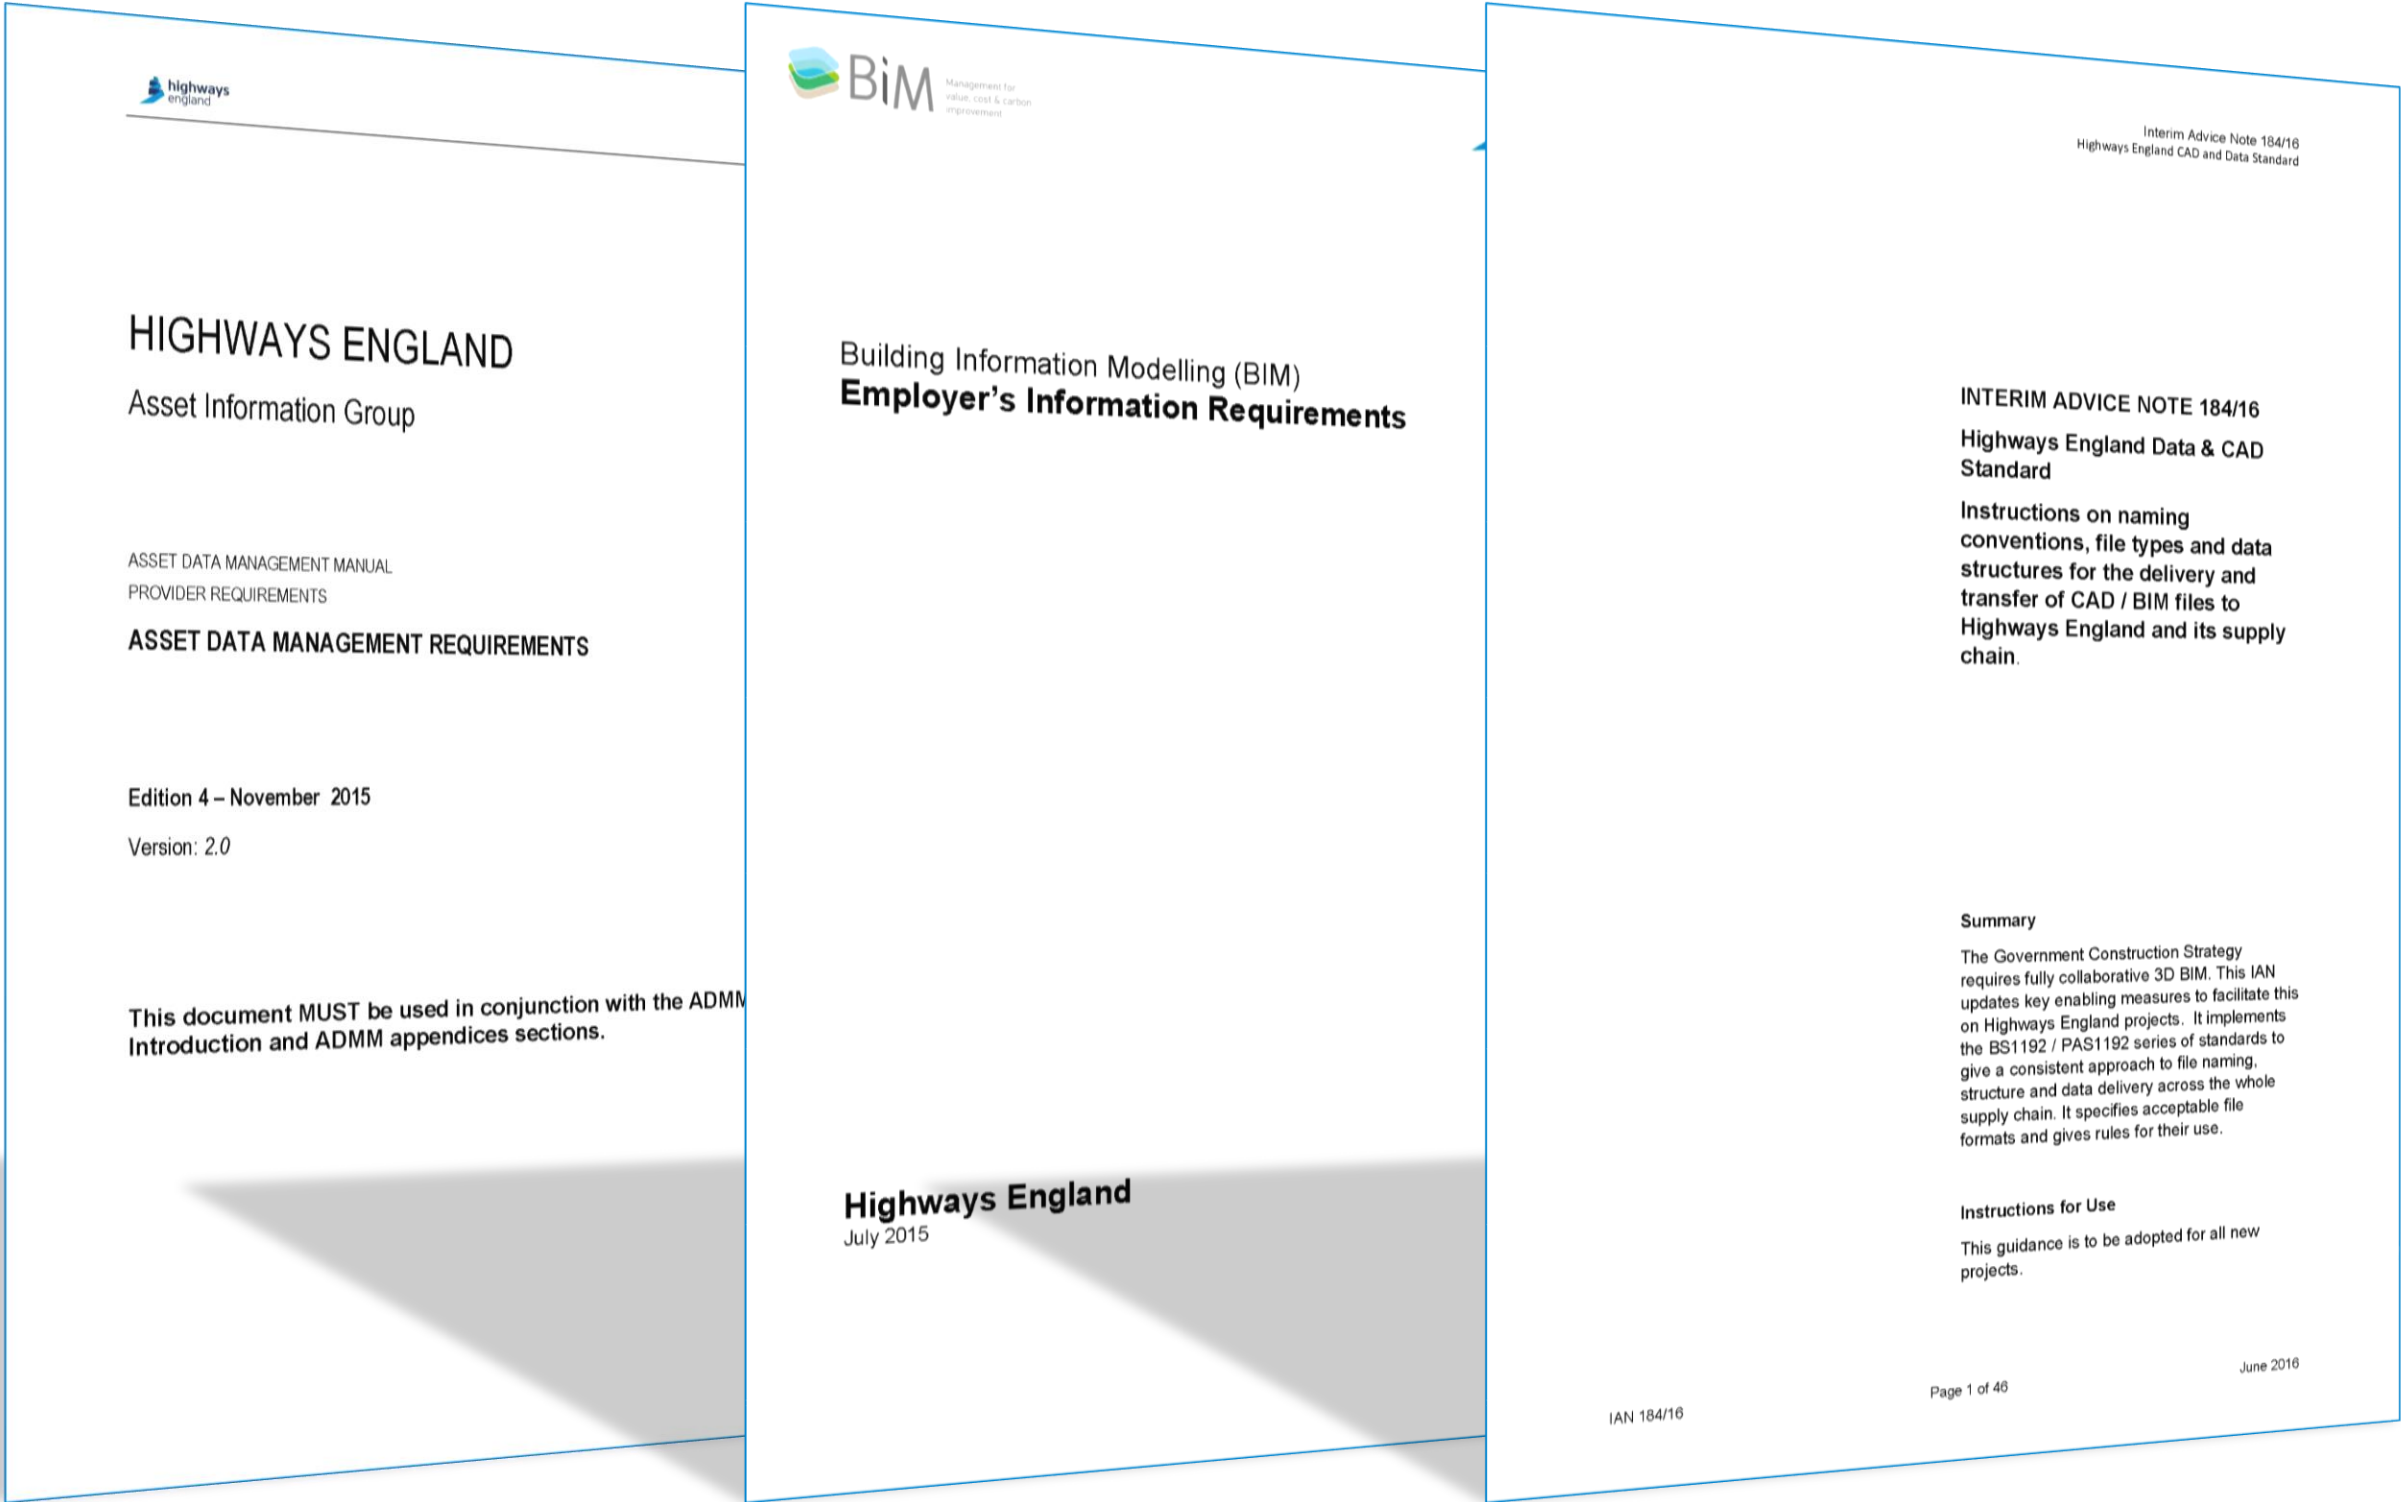 highways
england
HIGHWAYS ENGLAND
Asset Information Group
ASSET DATA MANAGEMENT MANUAL
PROVIDER REQUIREMENTS
ASSET DATA MANAGEMENT REQUIREMENTS
Edition 4 – November 2015
Version: 2.0
This document MUST be used in conjunction with the ADMM
Introduction and ADMM appendices sections.
BiM
Management for
value, cost & carbon
improvement
Building Information Modelling (BIM)
Employer's Information Requirements
Highways England
July 2015
Interim Advice Note 184/16
Highways England CAD and Data Standard
INTERIM ADVICE NOTE 184/16
Highways England Data & CAD
Standard
Instructions on naming
conventions, file types and data
structures for the delivery and
transfer of CAD / BIM files to
Highways England and its supply
chain.
Summary
The Government Construction Strategy
requires fully collaborative 3D BIM. This IAN
updates key enabling measures to facilitate this
on Highways England projects. It implements
the BS1192 / PAS1192 series of standards to
give a consistent approach to file naming,
structure and data delivery across the whole
supply chain. It specifies acceptable file
formats and gives rules for their use.
Instructions for Use
This guidance is to be adopted for all new
projects.
June 2016
Page 1 of 46
IAN 184/16